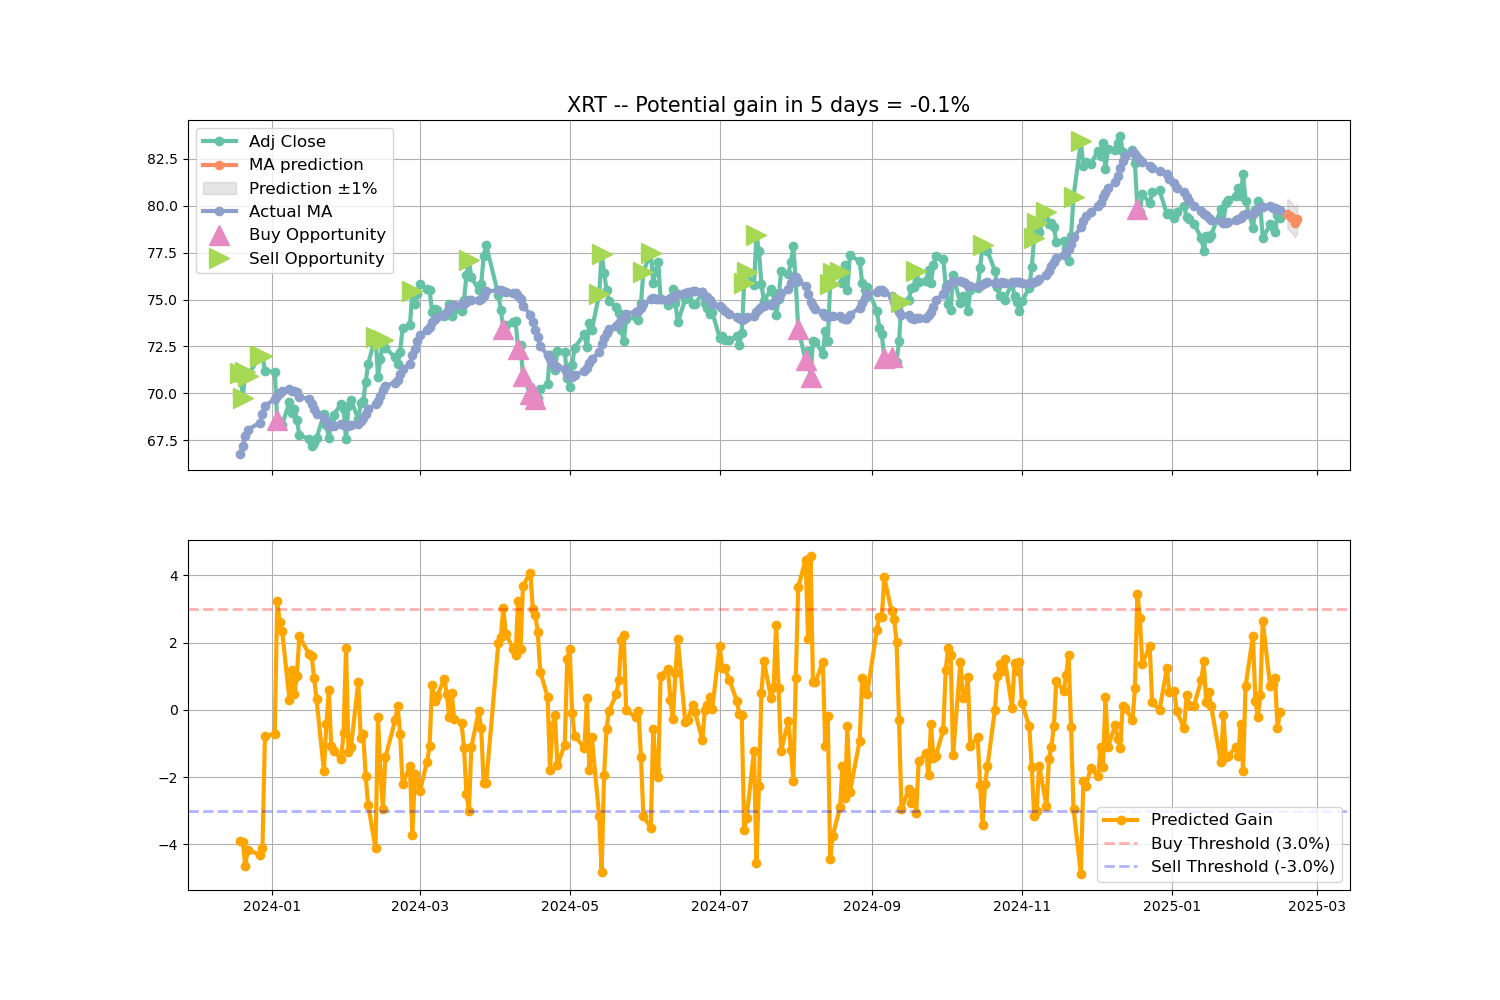 XRT -- Potential gain in 5 days = -0.1%
Adj Close
MA prediction
Prediction ±1%
Actual MA
Buy Opportunity
Sell Opportunity
82.5
80.0
77.5
75.0
72.5
70.0
67.5
4
2
0
−2
−4
Predicted Gain
Buy Threshold (3.0%)
Sell Threshold (-3.0%)
2024-01 2024-03 2024-05 2024-07 2024-09 2024-11 2025-01 2025-03